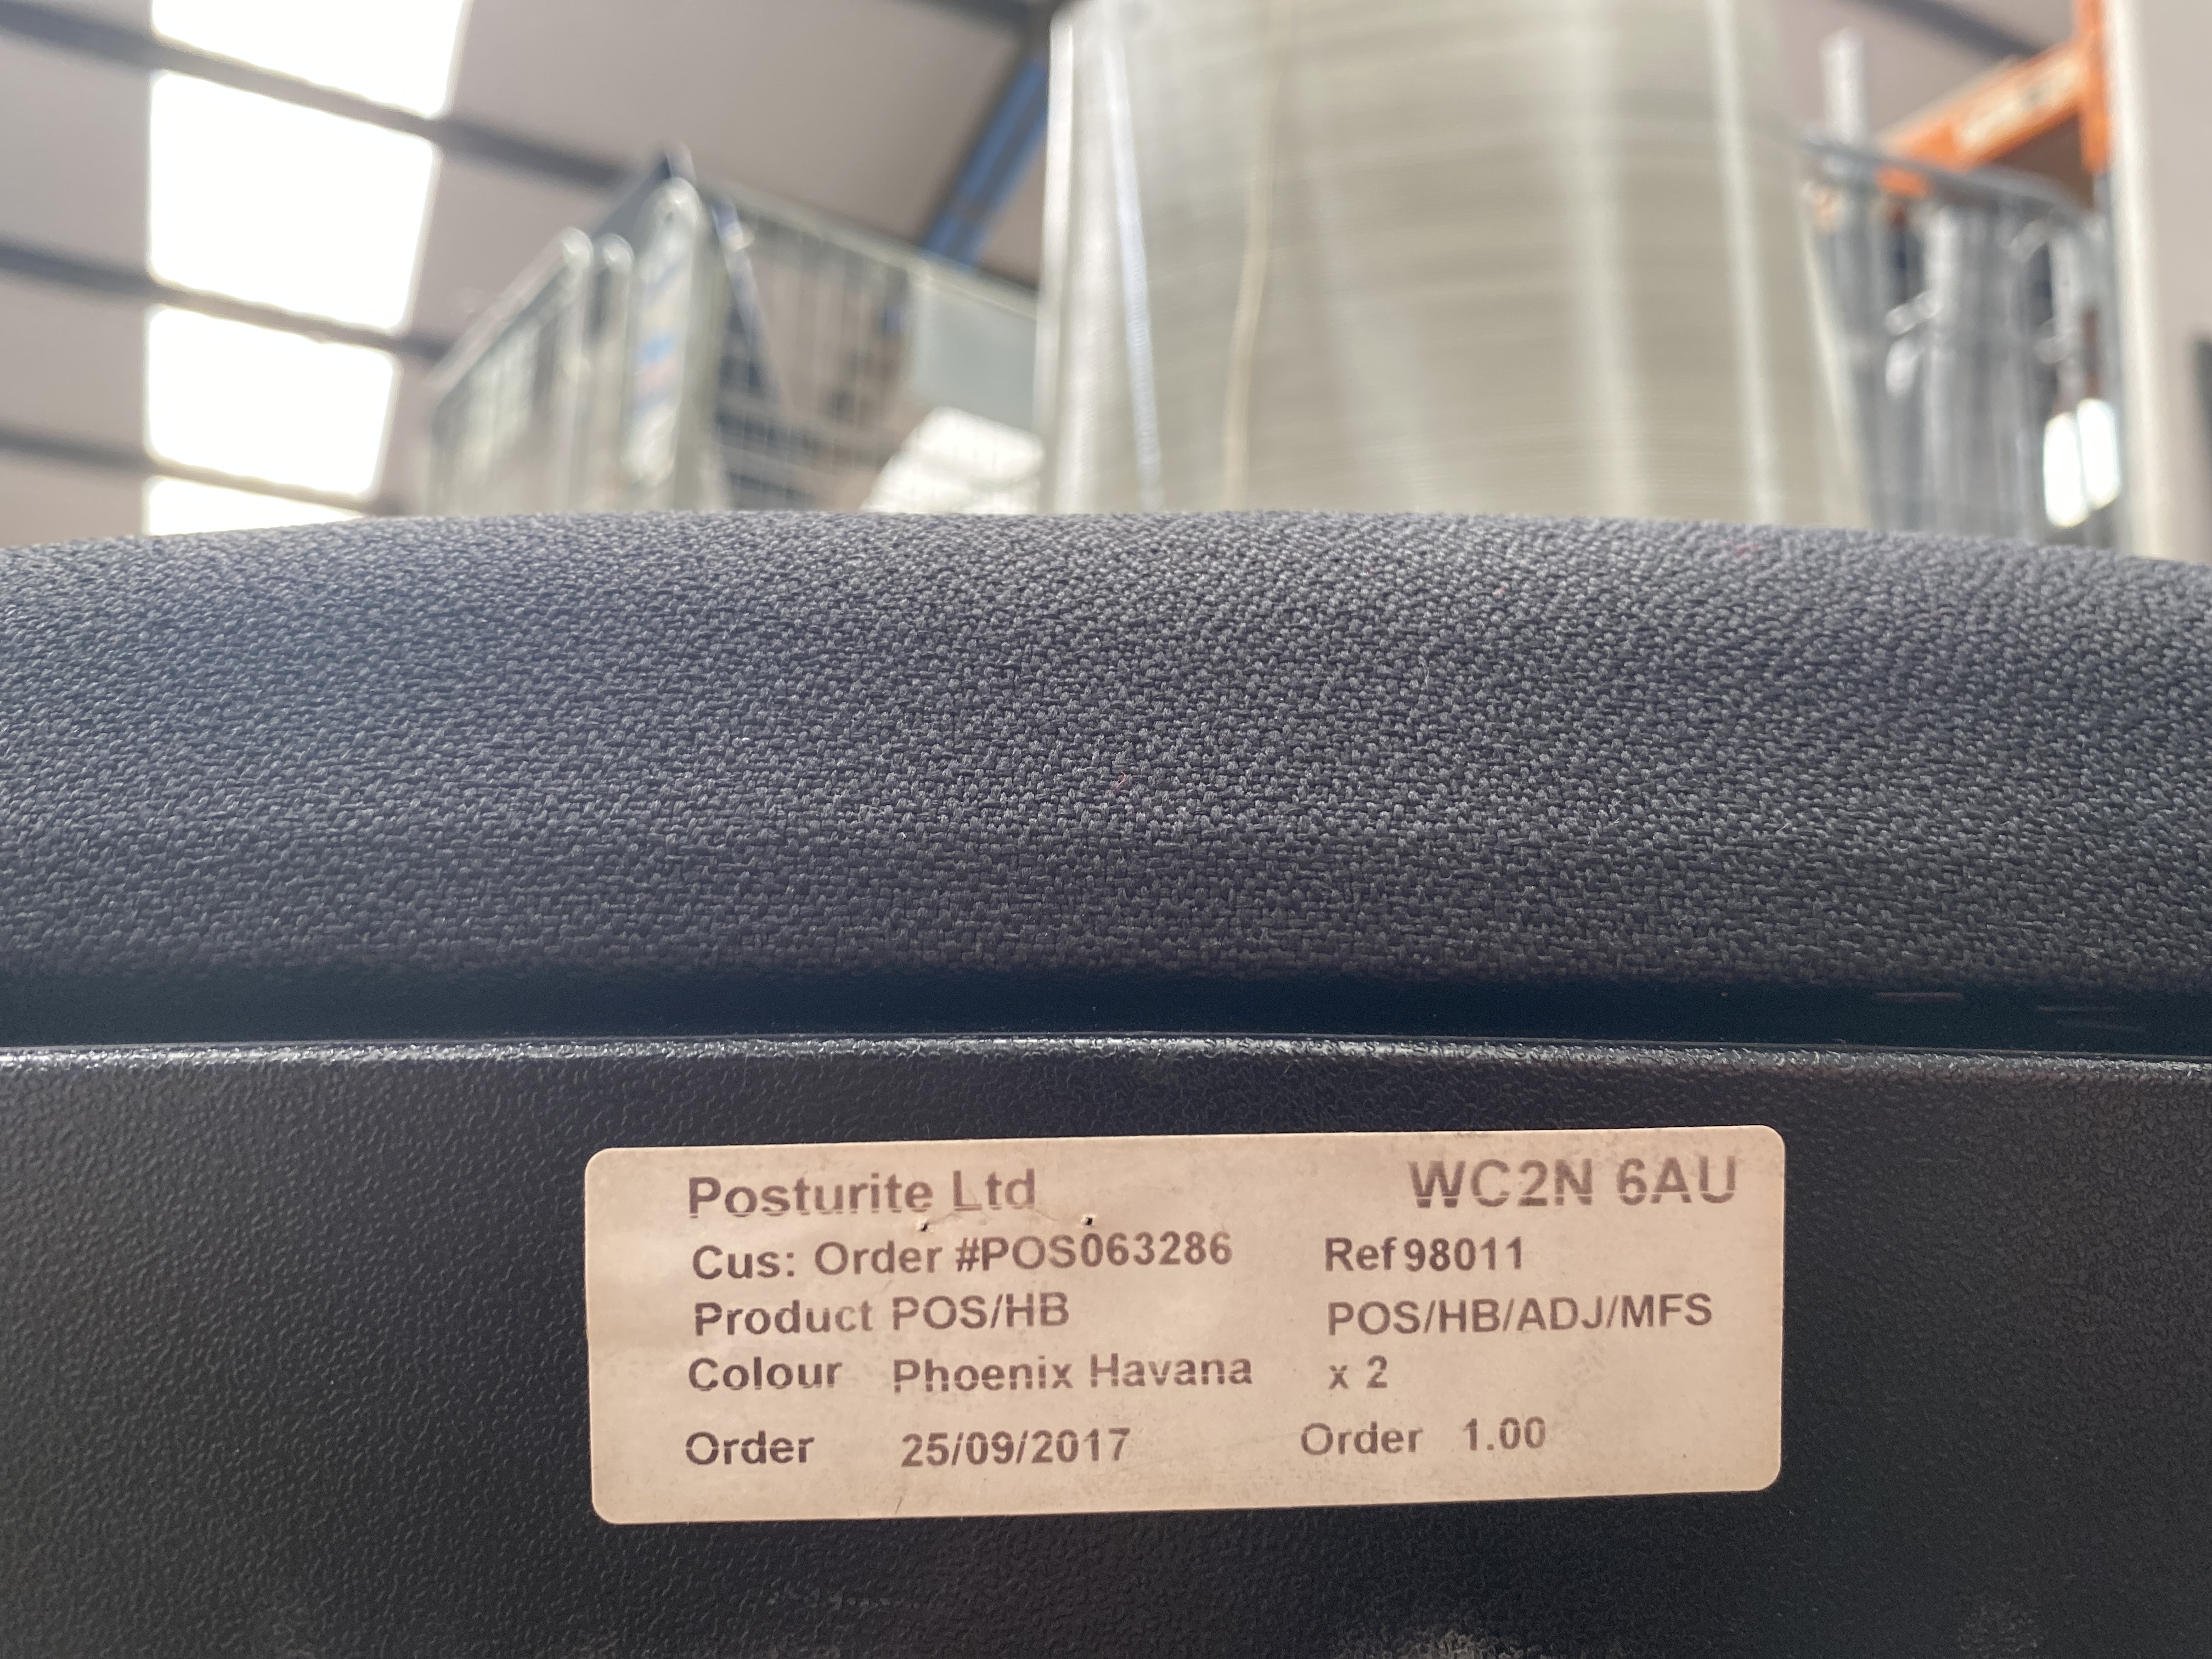 Posturite Ltd WC2N 6AU
Cus: Order #POS063286 Ref 98011
Product POS/HB POS/HB/ADJ/MFS
Colour Phoenix Havana x 2
Order 25/09/2017 Order 1.00